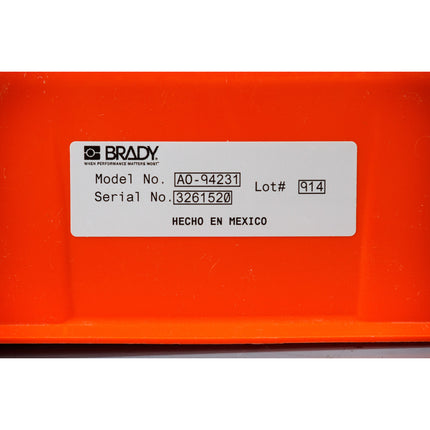 BRADY
WHEN PERFORMANCE MATTERS MOST
Model No. AO-94231
Serial No. 3261520
Lot# 914
HECHO EN MEXICO